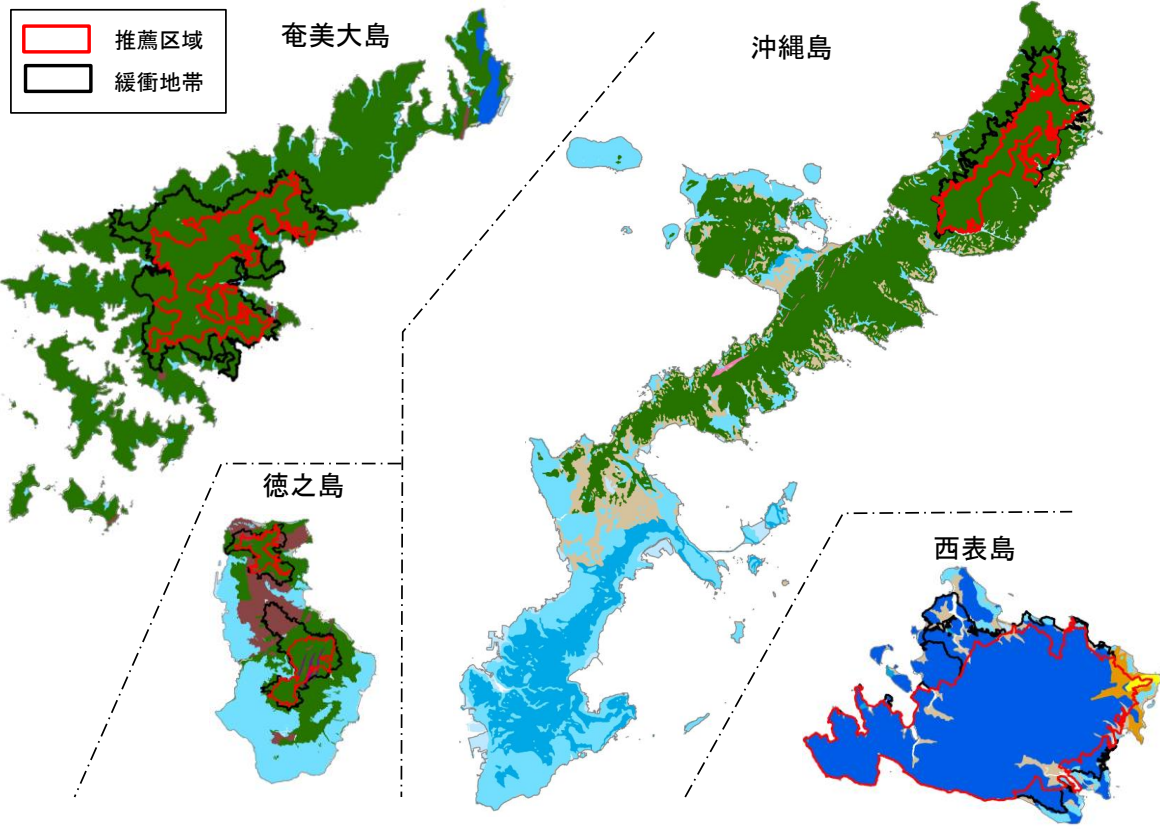 推薦区域
緩衝地帯
奄美大島
沖縄島
徳之島
西表島